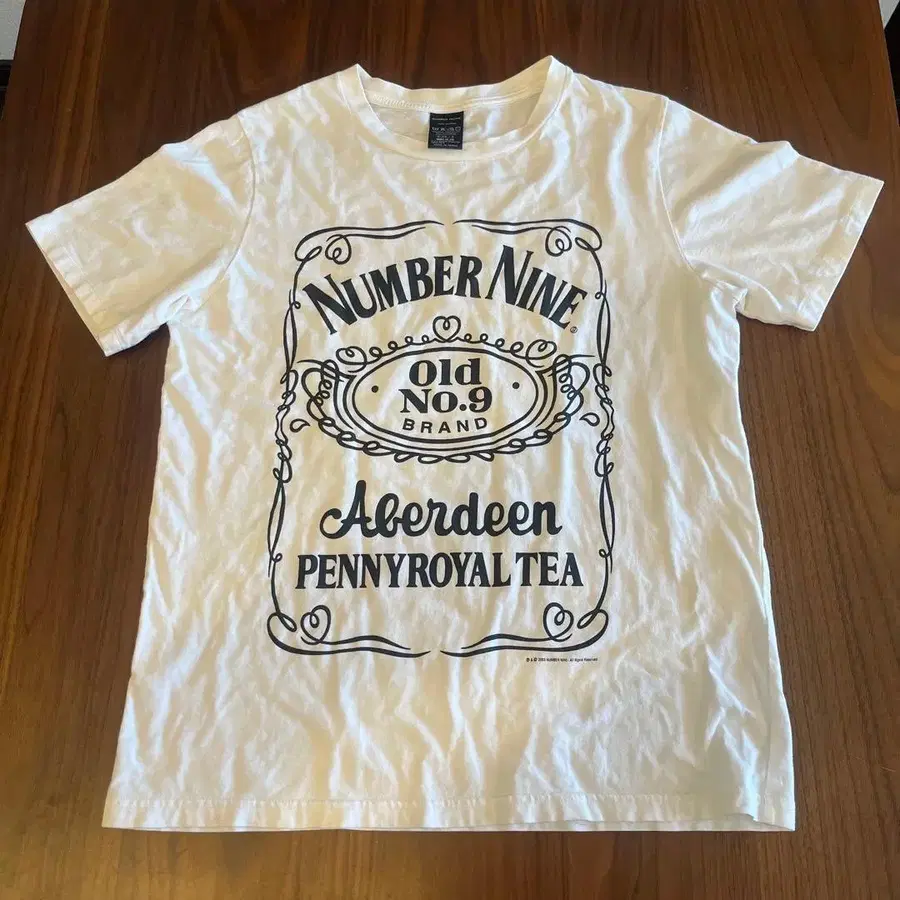 NUMBER NINE
Old
No.9
BRAND
Aberdeen
PENNYROYAL TEA